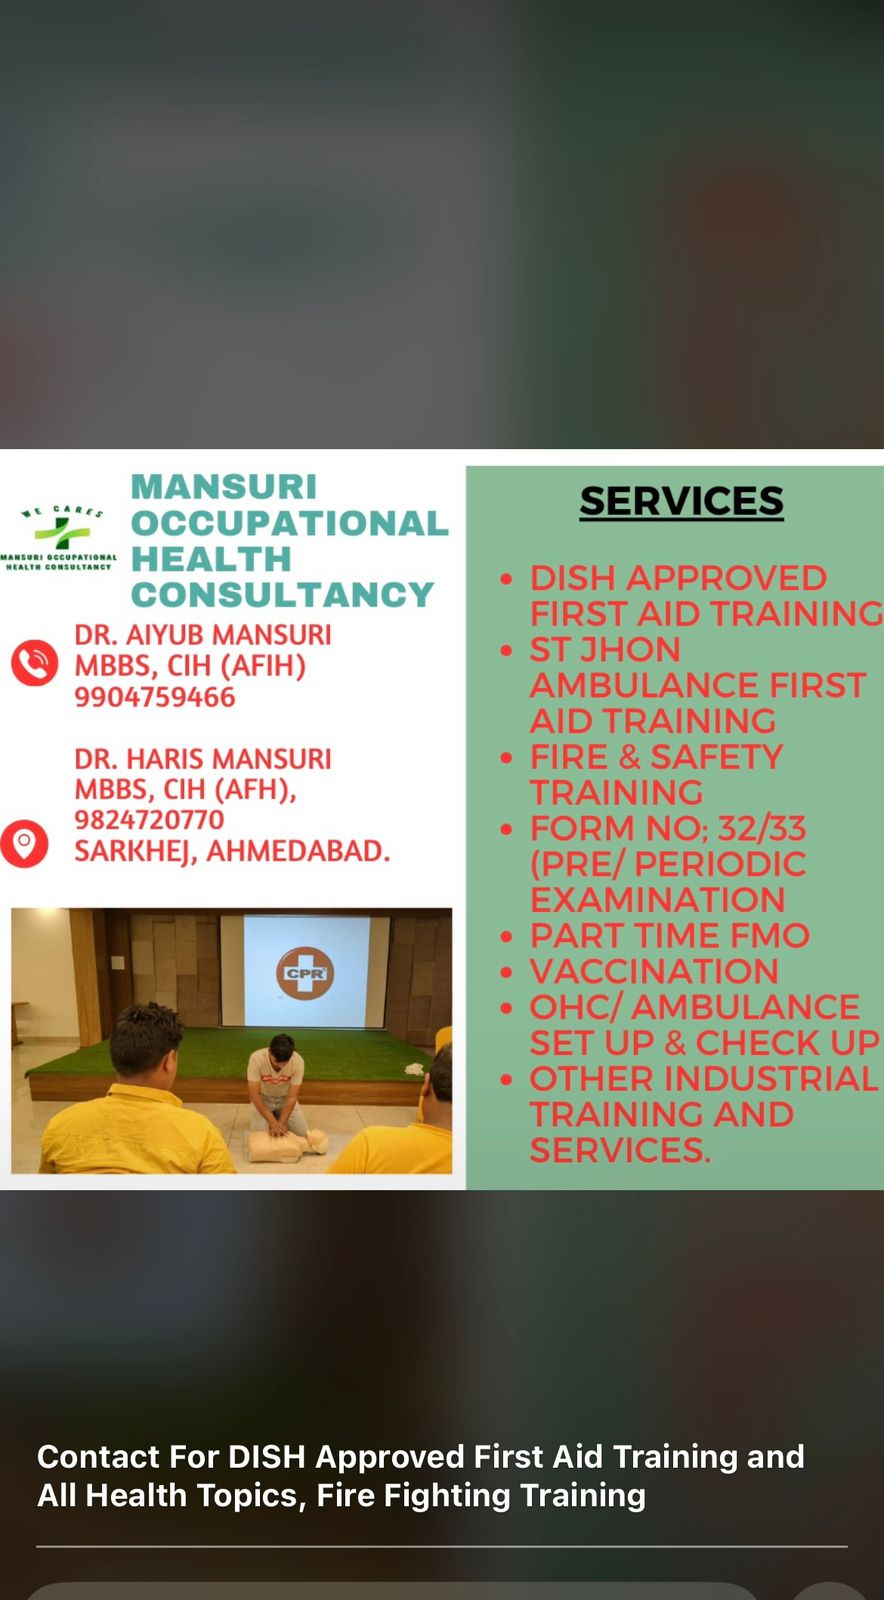 WE CARES
MANSURI OCCUPATIONAL
HEALTH CONSULTANCY
MANSURI
OCCUPATIONAL
HEALTH
CONSULTANCY
DR. AIYUB MANSURI
MBBS, CIH (AFIH)
9904759466
DR. HARIS MANSURI
MBBS, CIH (AFH),
9824720770
SARKHEJ, AHMEDABAD.
CPR
SERVICES
• DISH APPROVED
FIRST AID TRAINING
• ST JHON
AMBULANCE FIRST
AID TRAINING
• FIRE & SAFETY
TRAINING
• FORM NO; 32/33
(PRE/ PERIODIC
EXAMINATION
• PART TIME FMO
• VACCINATION
• OHC/ AMBULANCE
SET UP & CHECK UP
• OTHER INDUSTRIAL
TRAINING AND
SERVICES.
Contact For DISH Approved First Aid Training and
All Health Topics, Fire Fighting Training